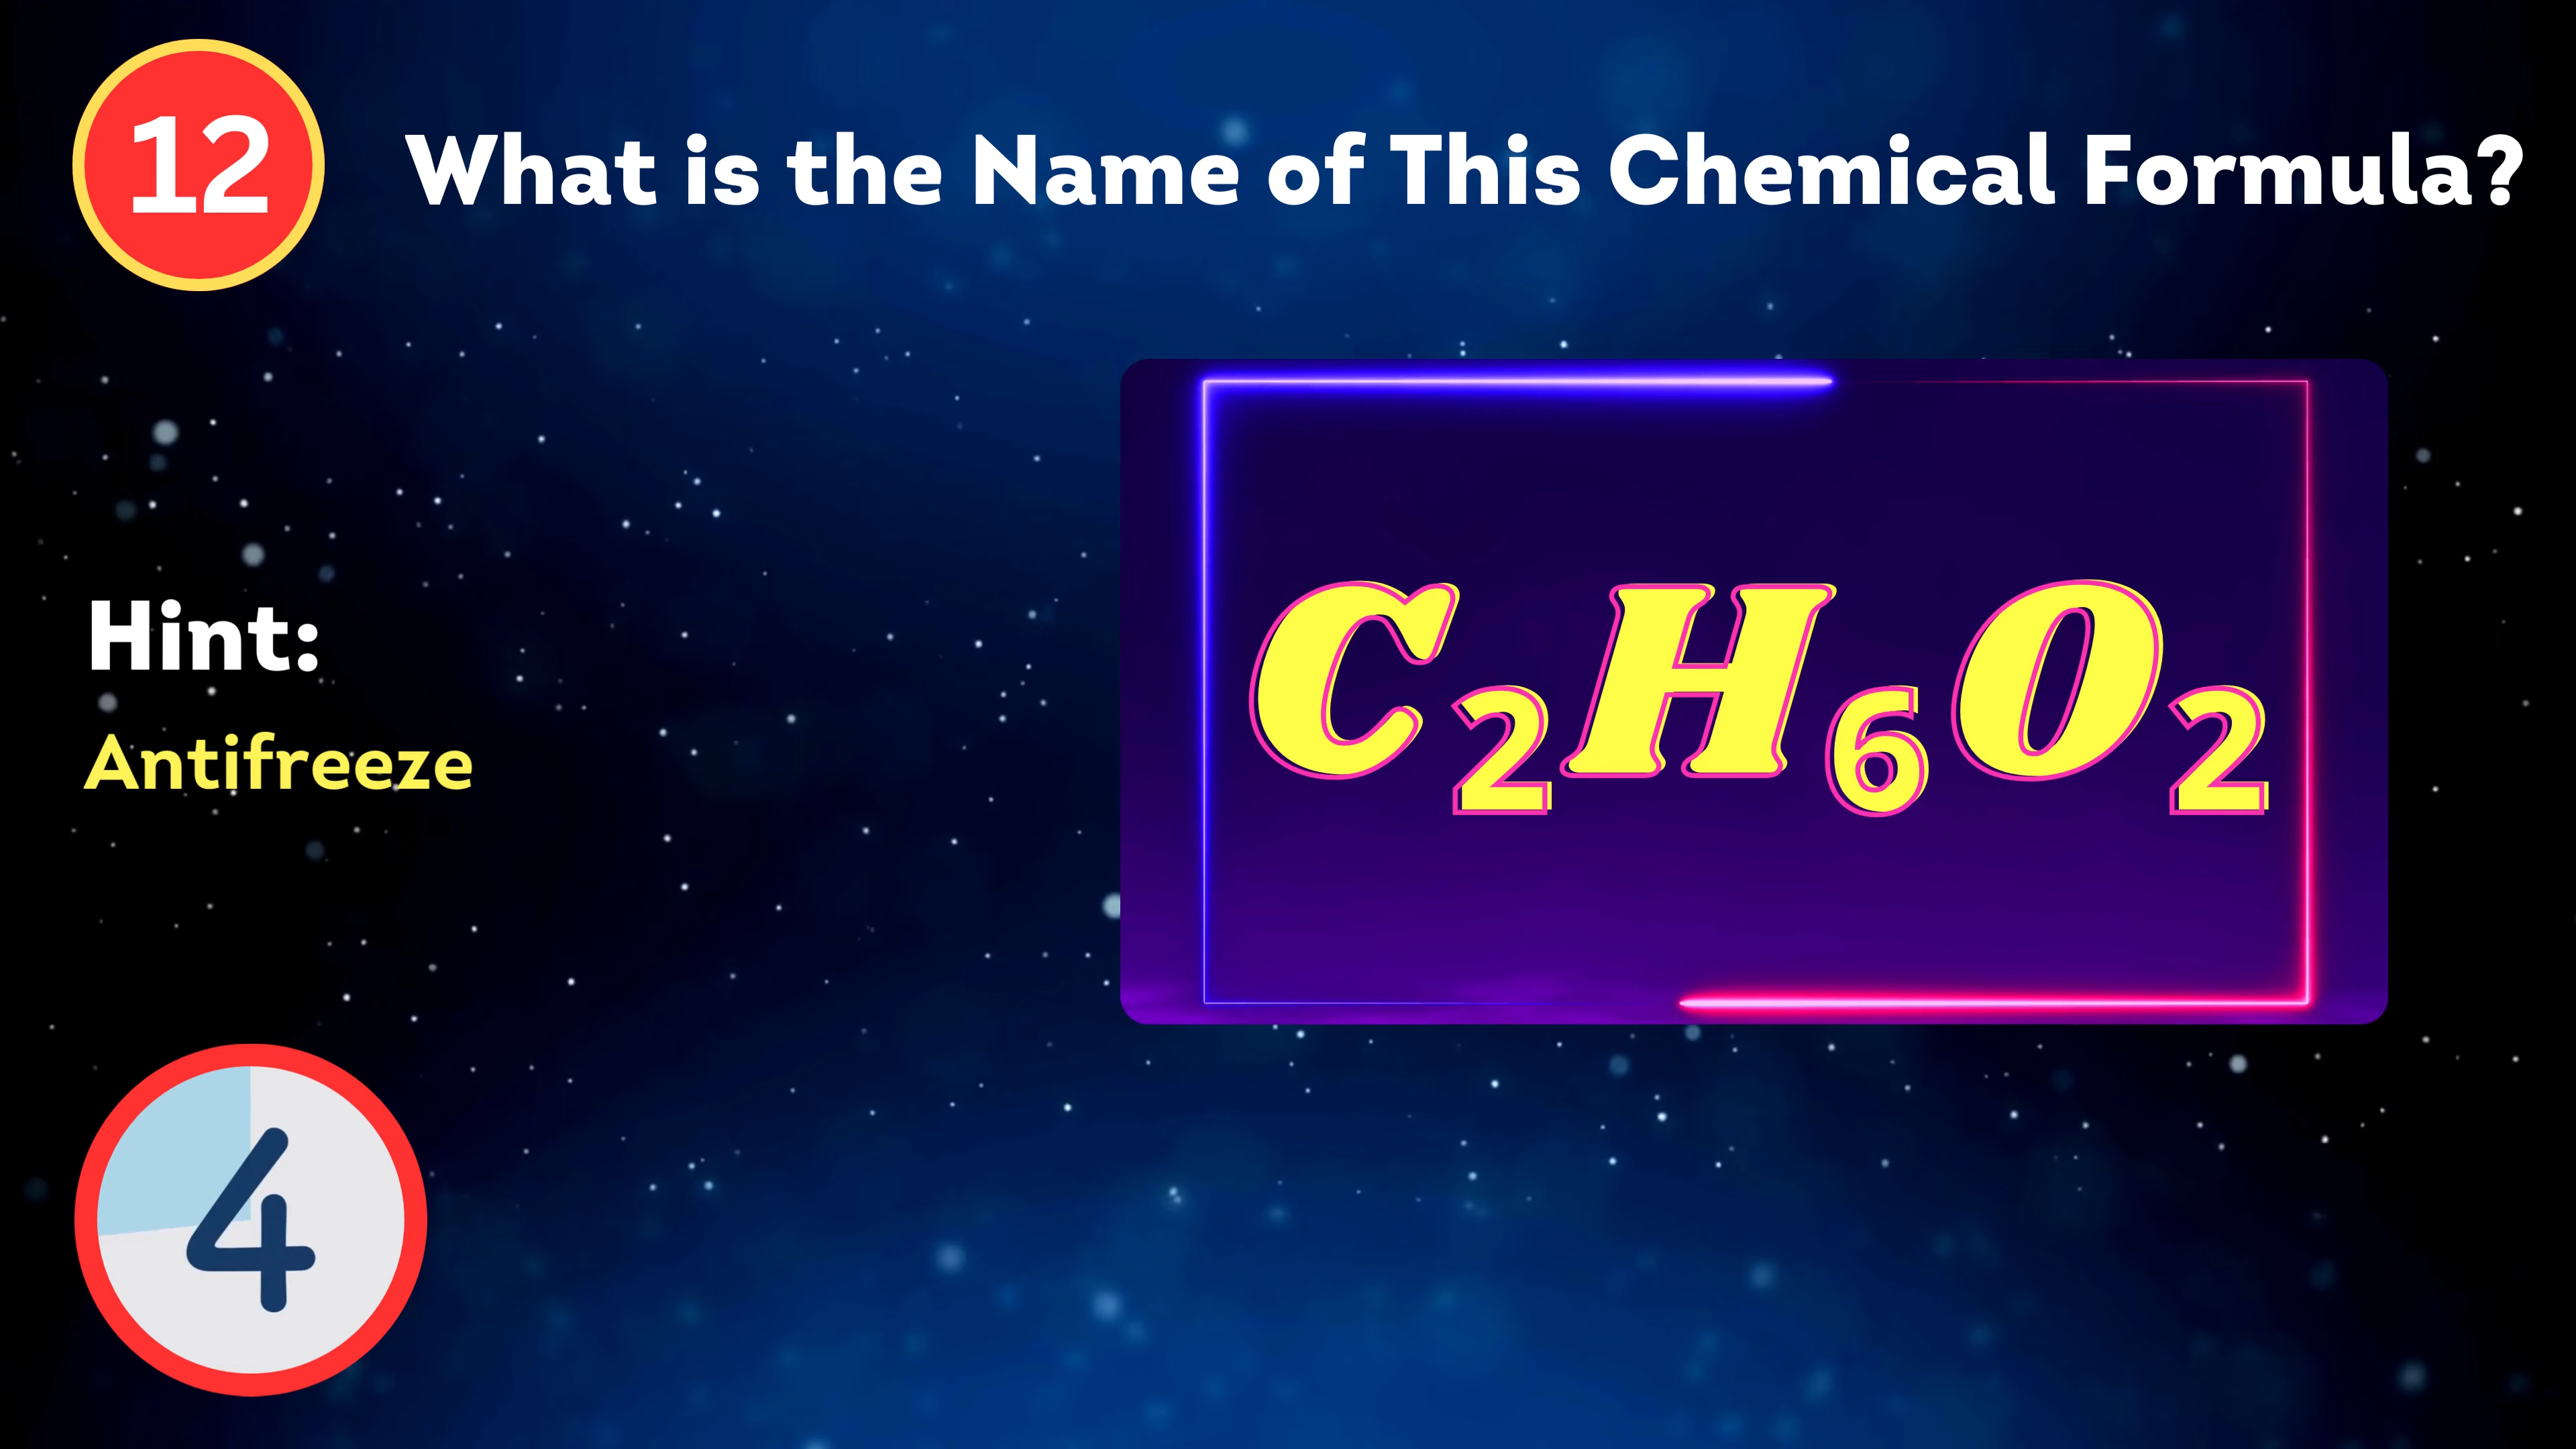 12
What is the Name of This Chemical Formula?
Hint:
Antifreeze
C₂H₆O₂
4